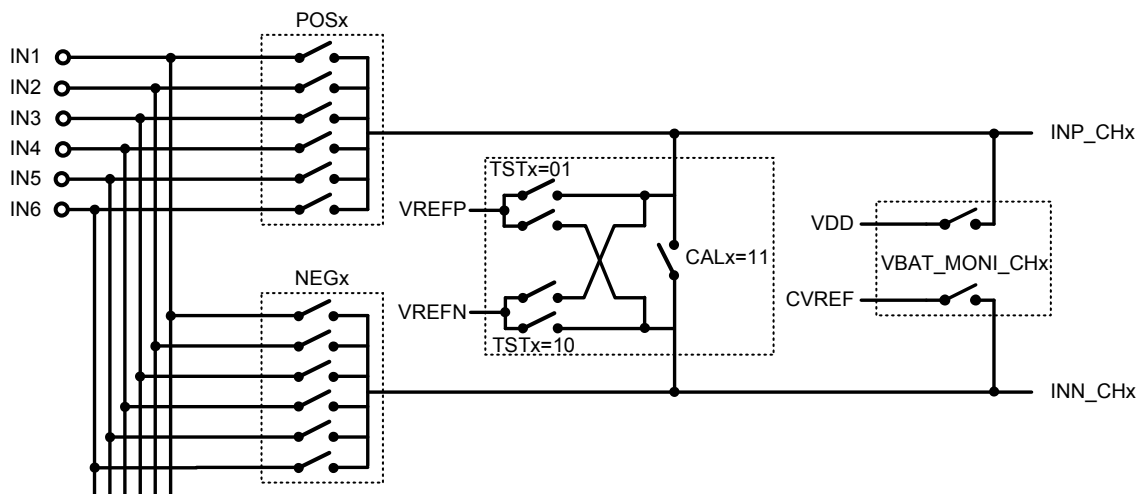 POSx
IN1
IN2
IN3
IN4
IN5
IN6
INP_CHx
TSTx=01
VREFP
VDD
CALx=11
VBAT_MONI_CHx
NEGx
CVREF
VREFN
TSTx=10
INN_CHx